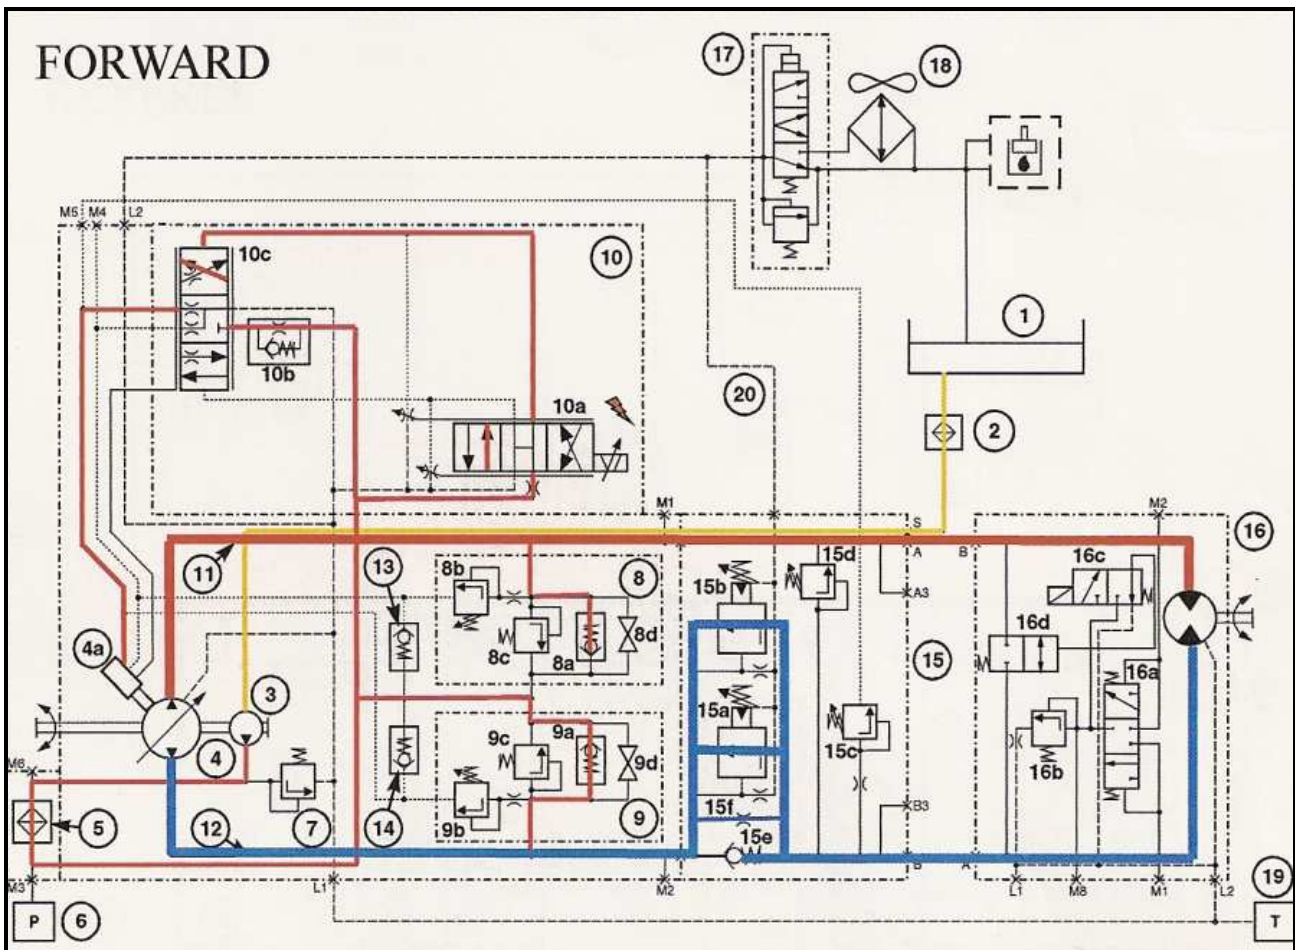 FORWARD
17
18
M5 M4 L2
10c
10
10b
1
10a
20
2
M1
M2
S
16
11
A
B
13
8b
8
15d
16c
A3
15b
16d
4a
8c
8a
8d
15
3
15a
16a
9c
9a
9d
15c
4
M6
16b
9b
15f
B3
5
12
7
14
9
15e
B
A
M3
L1
M2
L1
M8
M1
L2
19
P
6
T